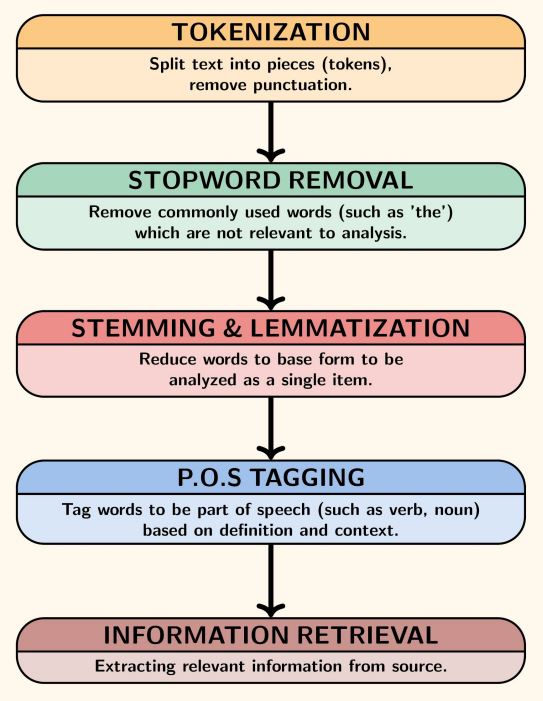 TOKENIZATION
Split text into pieces (tokens),
remove punctuation.
STOPWORD REMOVAL
Remove commonly used words (such as 'the')
which are not relevant to analysis.
STEMMING & LEMMATIZATION
Reduce words to base form to be
analyzed as a single item.
P.O.S TAGGING
Tag words to be part of speech (such as verb, noun)
based on definition and context.
INFORMATION RETRIEVAL
Extracting relevant information from source.